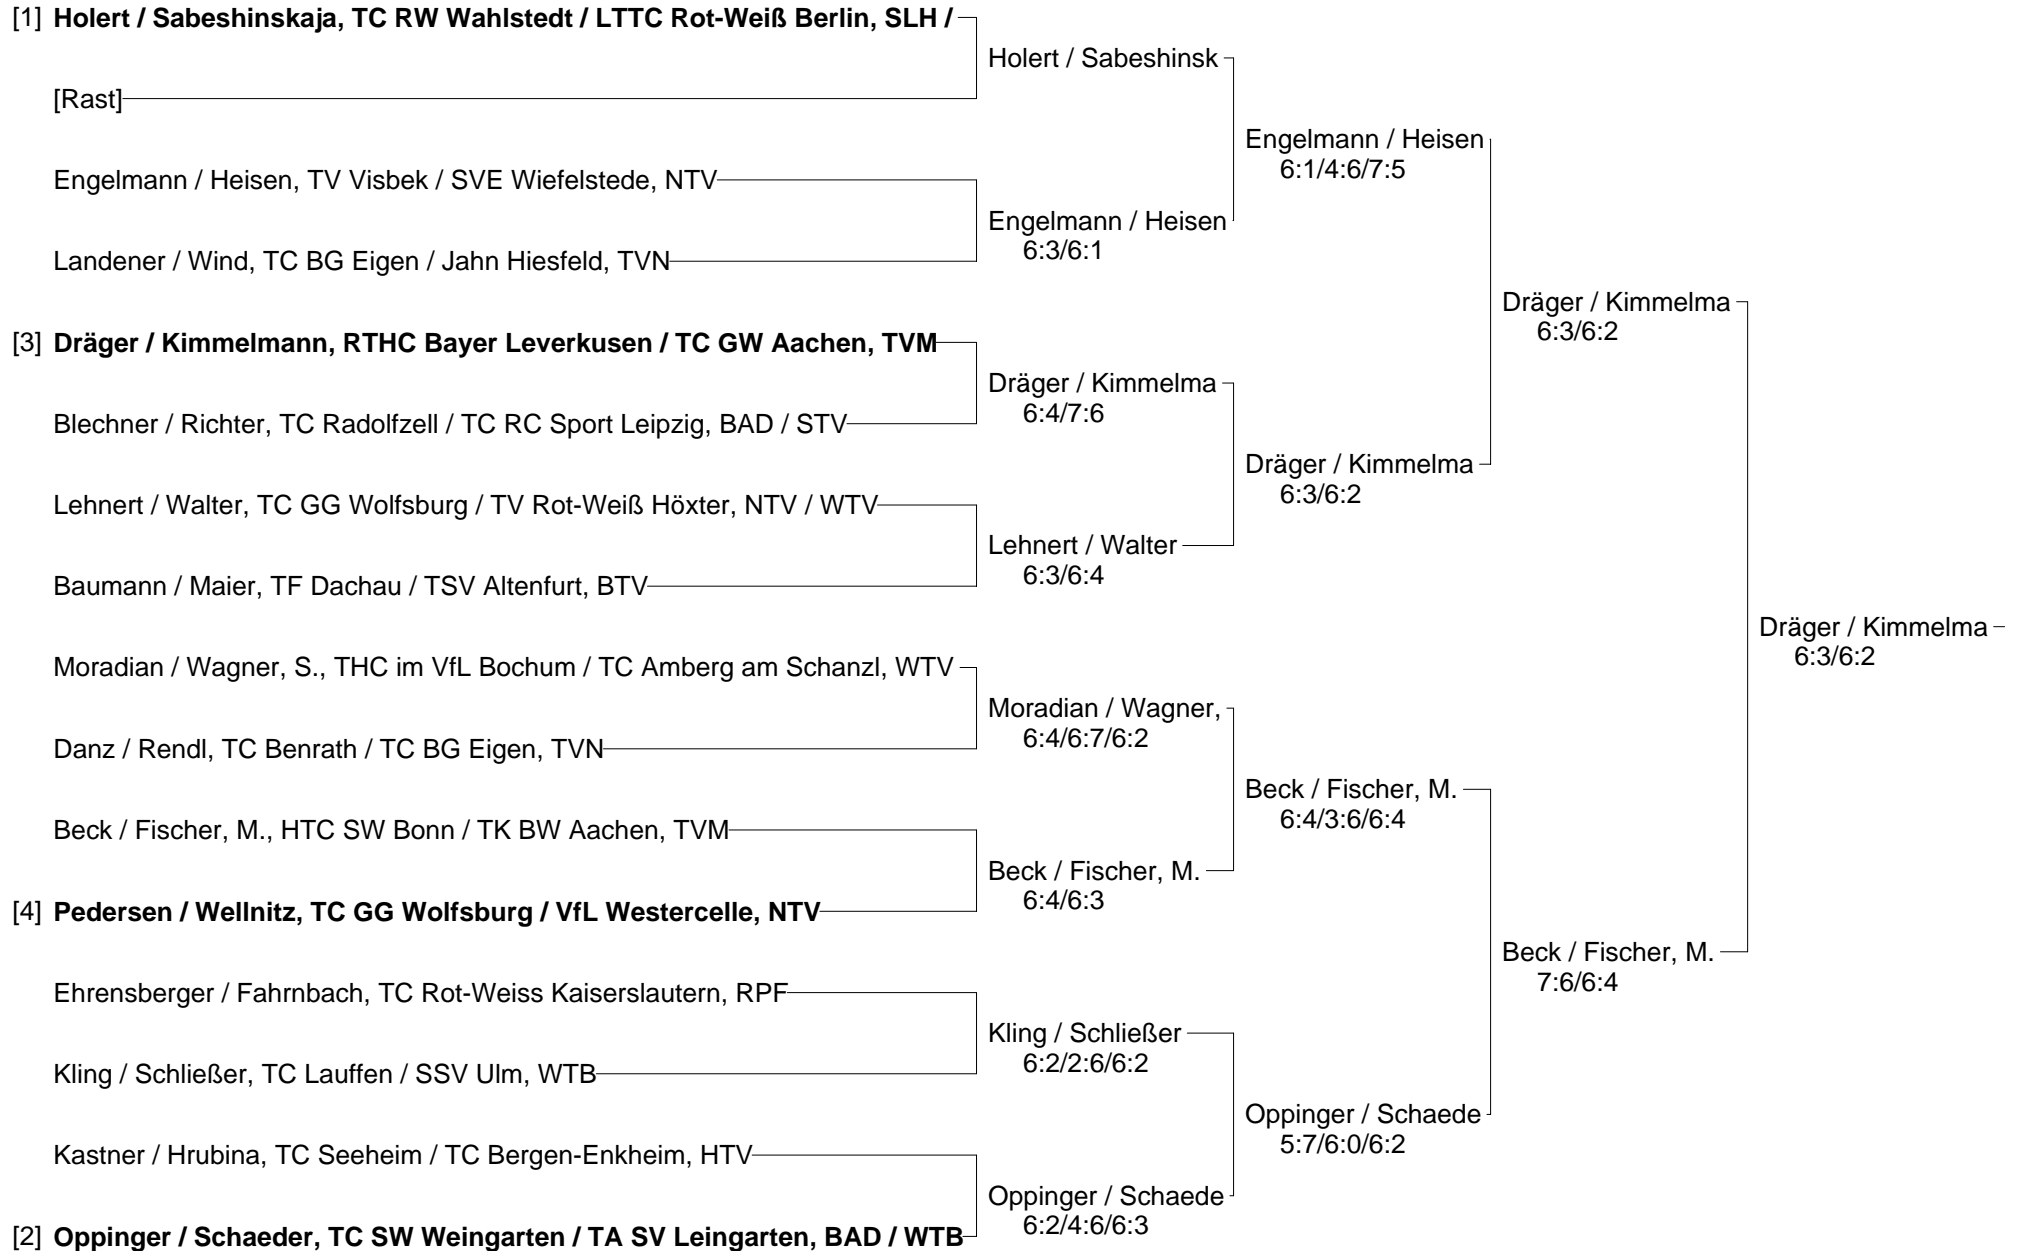 [1] Holert / Sabeshinskaja, TC RW Wahlstedt / LTTC Rot-Weiß Berlin, SLH /
Holert / Sabeshinsk
[Rast]
Engelmann / Heisen
6:1/4:6/7:5
Engelmann / Heisen, TV Visbek / SVE Wiefelstede, NTV
Engelmann / Heisen
6:3/6:1
Landener / Wind, TC BG Eigen / Jahn Hiesfeld, TVN
Dräger / Kimmelma
6:3/6:2
[3] Dräger / Kimmelmann, RTHC Bayer Leverkusen / TC GW Aachen, TVM
Dräger / Kimmelma
6:4/7:6
Blechner / Richter, TC Radolfzell / TC RC Sport Leipzig, BAD / STV
Dräger / Kimmelma
6:3/6:2
Lehnert / Walter, TC GG Wolfsburg / TV Rot-Weiß Höxter, NTV / WTV
Lehnert / Walter
6:3/6:4
Baumann / Maier, TF Dachau / TSV Altenfurt, BTV
Dräger / Kimmelma
6:3/6:2
Moradian / Wagner, S., THC im VfL Bochum / TC Amberg am Schanzl, WTV
Moradian / Wagner,
6:4/6:7/6:2
Danz / Rendl, TC Benrath / TC BG Eigen, TVN
Beck / Fischer, M.
6:4/3:6/6:4
Beck / Fischer, M., HTC SW Bonn / TK BW Aachen, TVM
Beck / Fischer, M.
6:4/6:3
[4] Pedersen / Wellnitz, TC GG Wolfsburg / VfL Westercelle, NTV
Beck / Fischer, M.
7:6/6:4
Ehrensberger / Fahrnbach, TC Rot-Weiss Kaiserslautern, RPF
Kling / Schließer
6:2/2:6/6:2
Kling / Schließer, TC Lauffen / SSV Ulm, WTB
Oppinger / Schaede
5:7/6:0/6:2
Kastner / Hrubina, TC Seeheim / TC Bergen-Enkheim, HTV
Oppinger / Schaede
6:2/4:6/6:3
[2] Oppinger / Schaeder, TC SW Weingarten / TA SV Leingarten, BAD / WTB